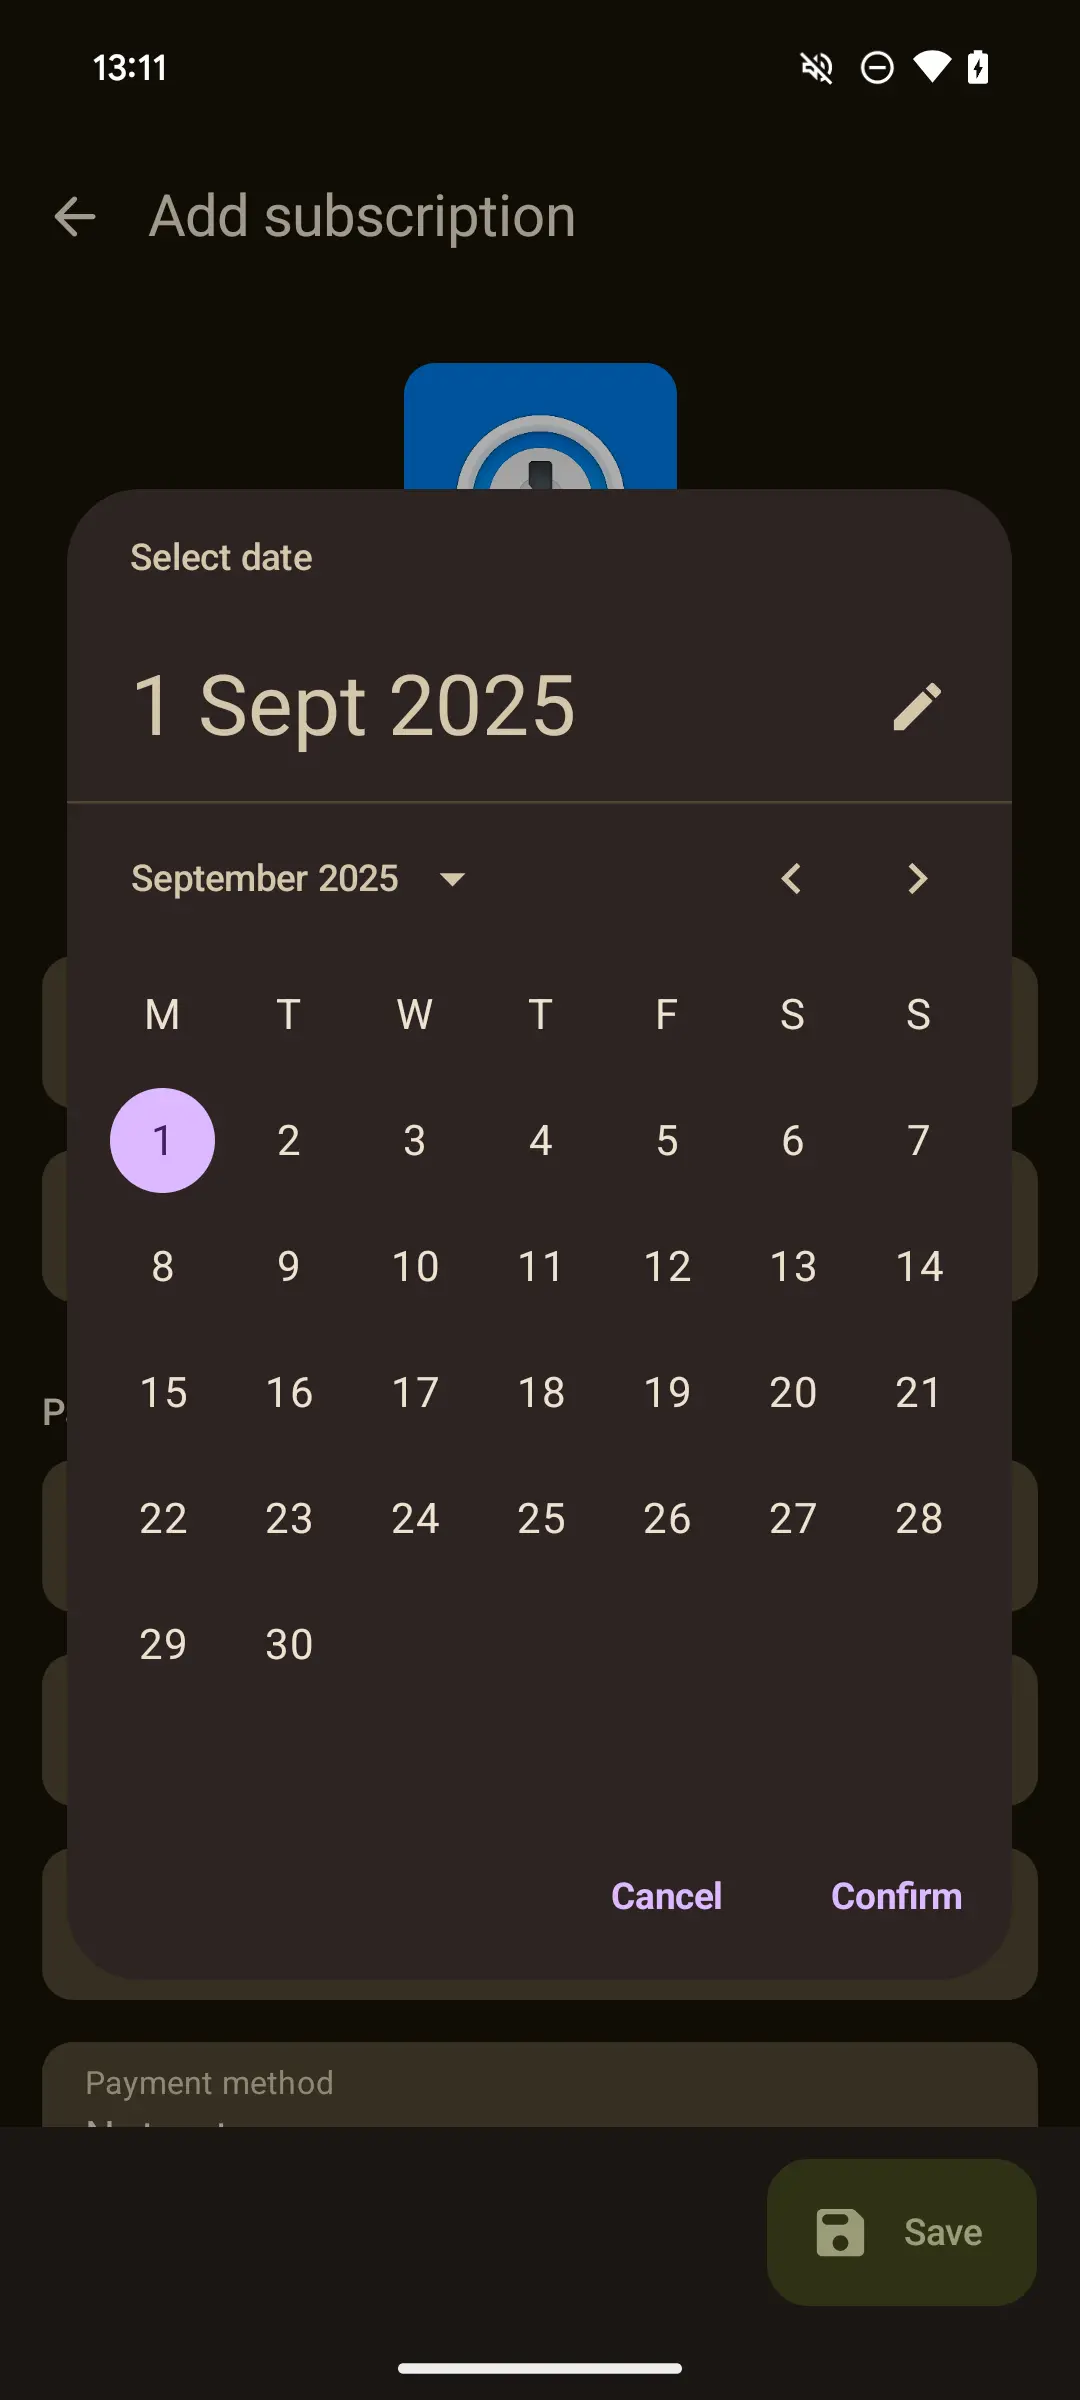 13:11
Add subscription
Select date
1 Sept 2025
September 2025
M T W T F S S
1 2 3 4 5 6 7
8 9 10 11 12 13 14
15 16 17 18 19 20 21
22 23 24 25 26 27 28
29 30
Cancel Confirm
Payment method
Save